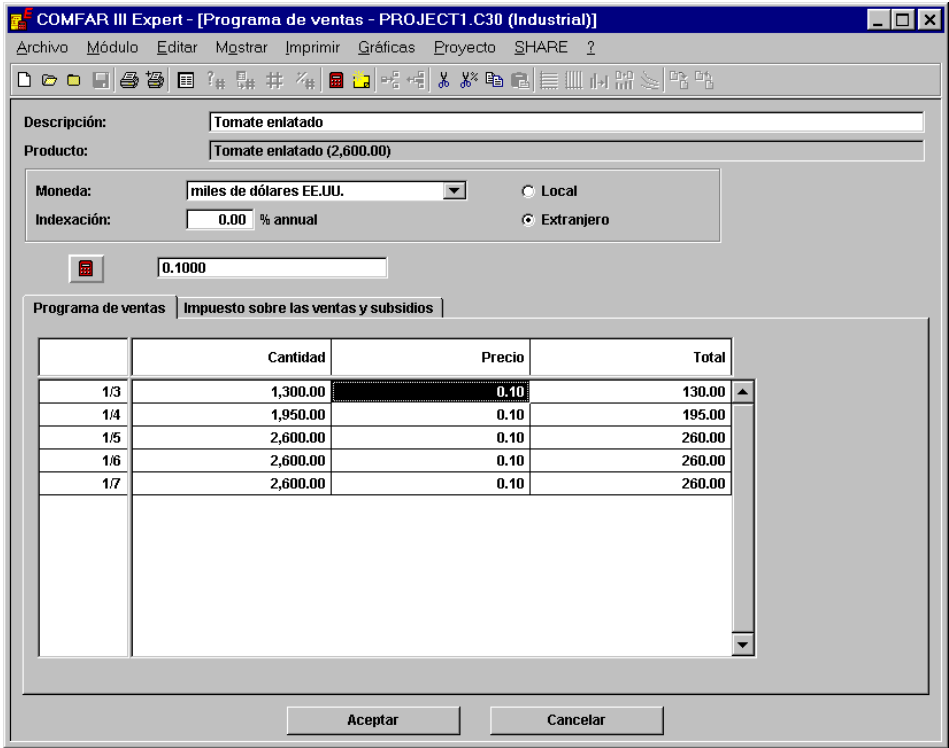 COMFAR III Expert - [Programa de ventas - PROJECT1.C30 (Industrial)]
Archivo Módulo Editar Mostrar Imprimir Gráficas Proyecto SHARE ?
Descripción: Tomate enlatado
Producto: Tomate enlatado (2,600.00)
Moneda: miles de dólares EE.UU. Local
Indexación: 0.00 % annual Extranjero
0.1000
Programa de ventas Impuesto sobre las ventas y subsidios
Cantidad Precio Total
1/3 1,300.00 0.10 130.00
1/4 1,950.00 0.10 195.00
1/5 2,600.00 0.10 260.00
1/6 2,600.00 0.10 260.00
1/7 2,600.00 0.10 260.00
Aceptar Cancelar